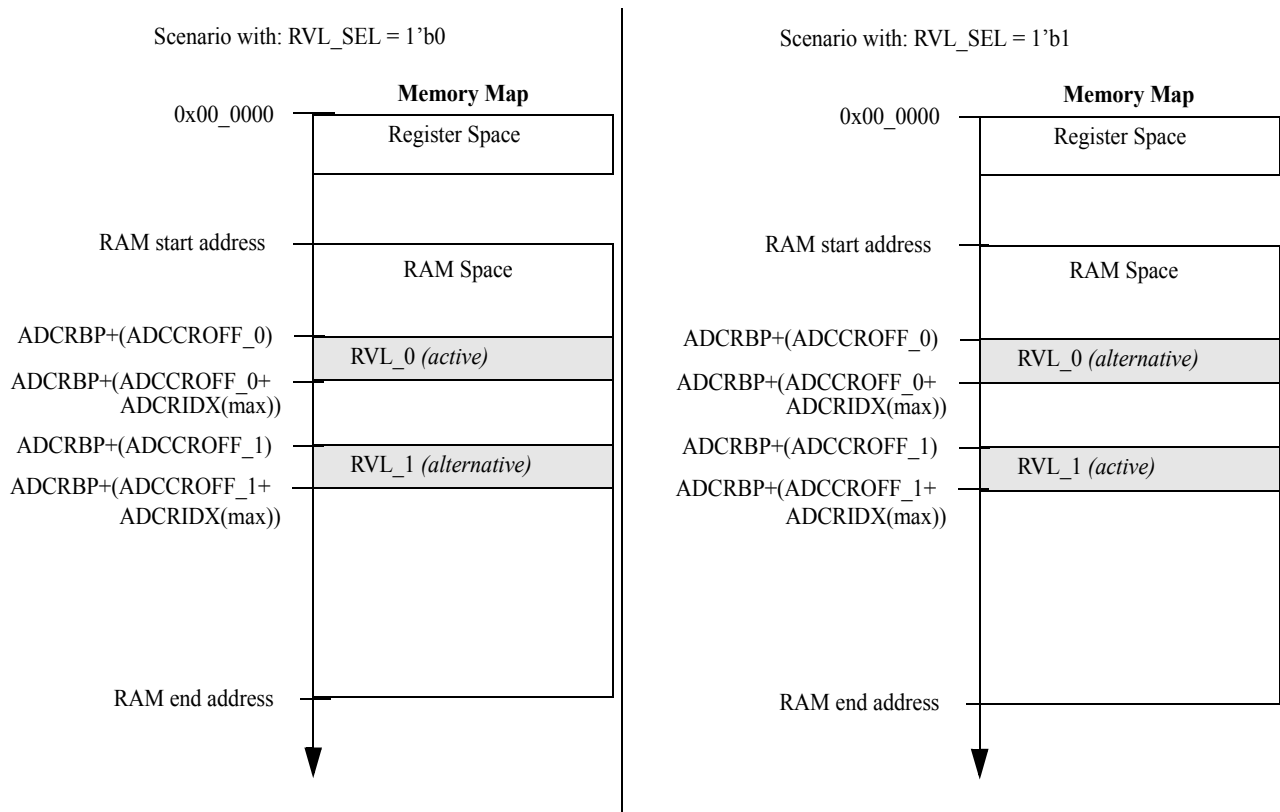 Scenario with: RVL_SEL = 1’b0
Memory Map
0x00_0000
Register Space
RAM start address
RAM Space
ADCRBP+(ADCCROFF_0)
RVL_0 (active)
ADCRBP+(ADCCROFF_0+
ADCRIDX(max))
ADCRBP+(ADCCROFF_1)
RVL_1 (alternative)
ADCRBP+(ADCCROFF_1+
ADCRIDX(max))
RAM end address
Scenario with: RVL_SEL = 1’b1
Memory Map
0x00_0000
Register Space
RAM start address
RAM Space
ADCRBP+(ADCCROFF_0)
RVL_0 (alternative)
ADCRBP+(ADCCROFF_0+
ADCRIDX(max))
ADCRBP+(ADCCROFF_1)
RVL_1 (active)
ADCRBP+(ADCCROFF_1+
ADCRIDX(max))
RAM end address